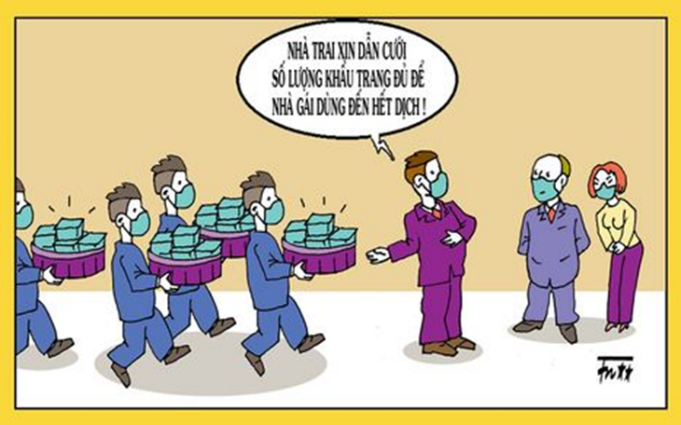 NHÀ TRAI XIN DẪN CƯỚI
SỐ LƯỢNG KHẨU TRANG ĐỦ ĐỂ
NHÀ GÁI DÙNG ĐẾN HẾT DỊCH !